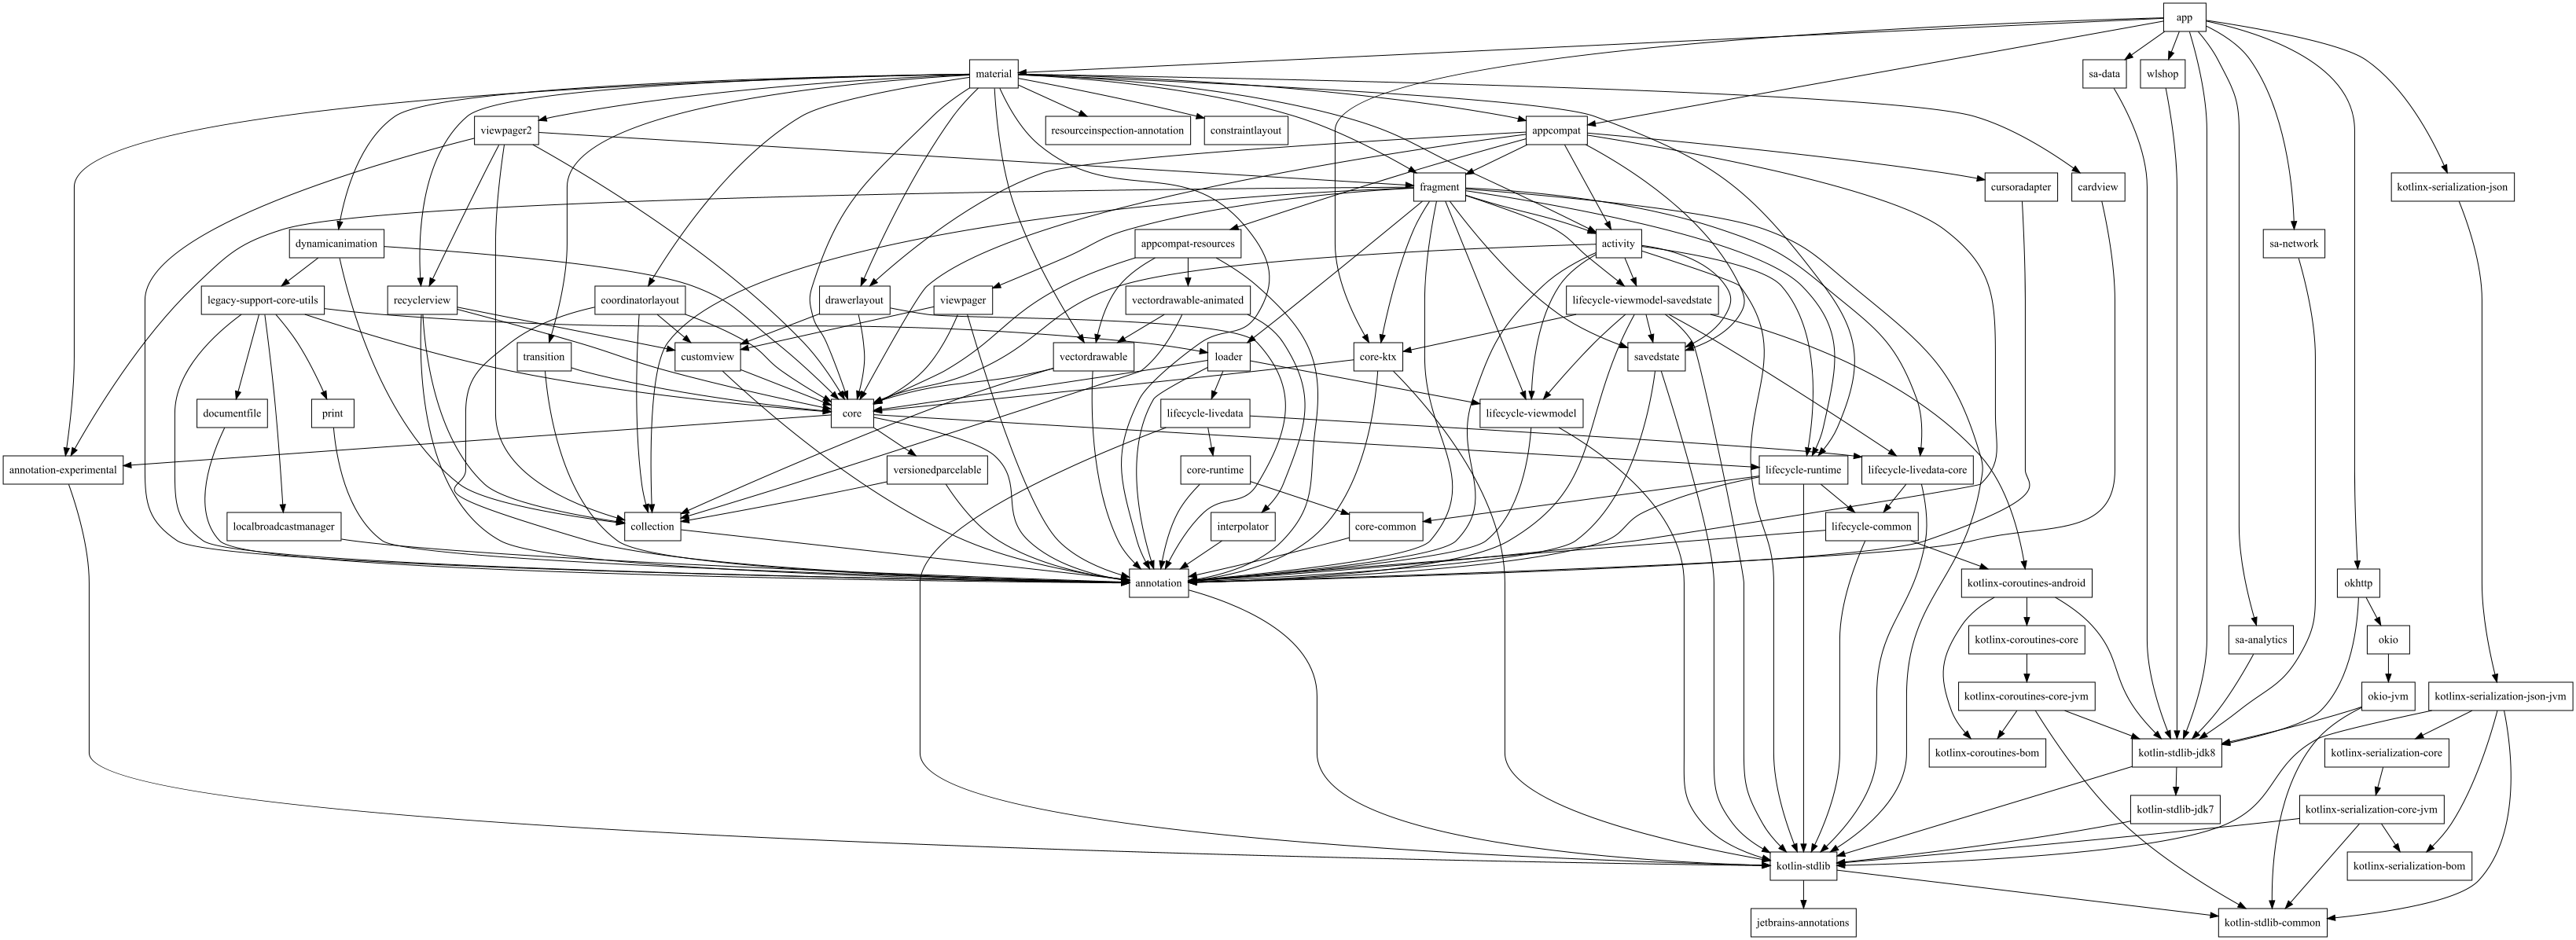 app
material
sa-data
wlshop
viewpager2
resourceinspection-annotation
constraintlayout
appcompat
fragment
cursoradapter
cardview
kotlinx-serialization-json
dynamicanimation
appcompat-resources
activity
sa-network
legacy-support-core-utils
recyclerview
coordinatorlayout
drawerlayout
viewpager
vectordrawable-animated
lifecycle-viewmodel-savedstate
transition
customview
vectordrawable
loader
core-ktx
savedstate
documentfile
print
core
lifecycle-livedata
lifecycle-viewmodel
annotation-experimental
versionedparcelable
core-runtime
lifecycle-runtime
lifecycle-livedata-core
localbroadcastmanager
collection
interpolator
core-common
lifecycle-common
annotation
kotlinx-coroutines-android
okhttp
kotlinx-coroutines-core
sa-analytics
okio
kotlinx-coroutines-core-jvm
okio-jvm
kotlinx-serialization-json-jvm
kotlinx-coroutines-bom
kotlin-stdlib-jdk8
kotlinx-serialization-core
kotlin-stdlib-jdk7
kotlinx-serialization-core-jvm
kotlin-stdlib
kotlinx-serialization-bom
jetbrains-annotations
kotlin-stdlib-common